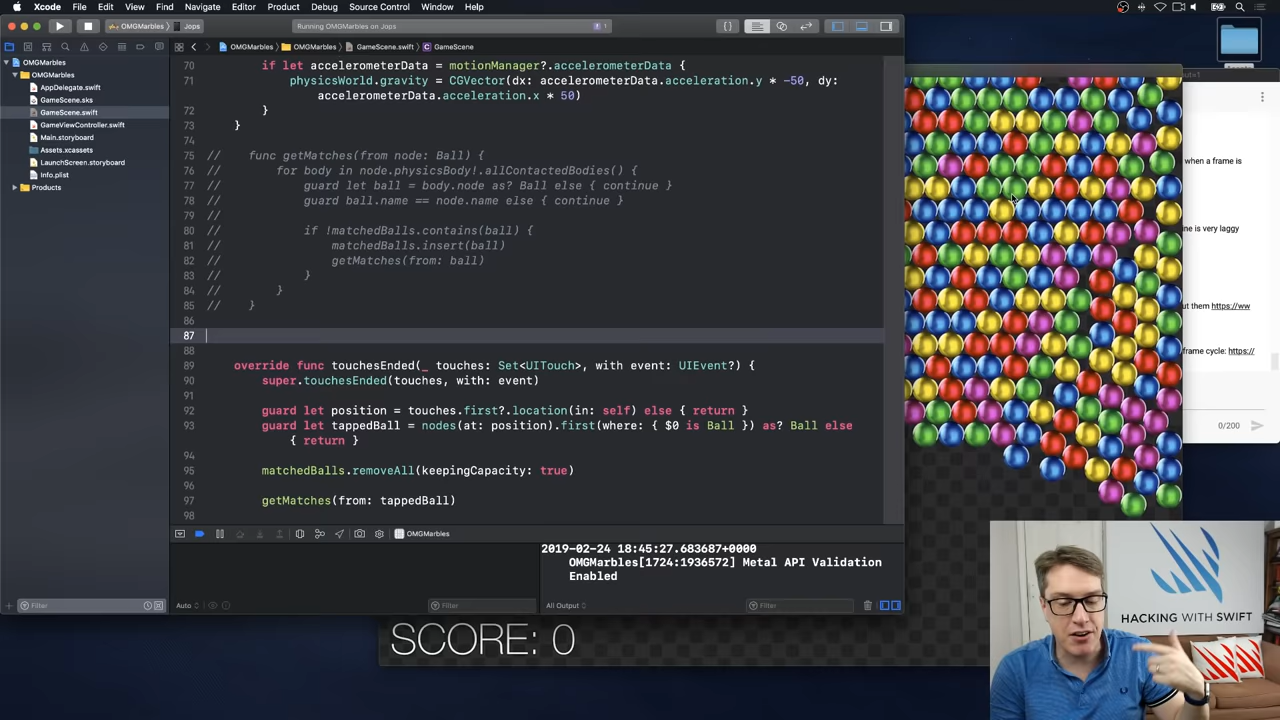 Xcode File Edit View Find Navigate Editor Product Debug Source Control Window Help
OMGMarbles Jops
Running OMGMarbles on Jops
1
OMGMarbles OMGMarbles GameScene.swift GameScene
OMGMarbles
OMGMarbles
AppDelegate.swift
GameScene.sks
GameScene.swift
GameViewController.swift
Main.storyboard
Assets.xcassets
LaunchScreen.storyboard
Info.plist
Products
70 if let accelerometerData = motionManager?.accelerometerData {
71 physicsWorld.gravity = CGVector(dx: accelerometerData.acceleration.y * -50, dy:
accelerometerData.acceleration.x * 50)
72 }
73 }
74
75 // func getMatches(from node: Ball) {
76 // for body in node.physicsBody!.allContactedBodies() {
77 // guard let ball = body.node as? Ball else { continue }
78 // guard ball.name == node.name else { continue }
79 //
80 // if !matchedBalls.contains(ball) {
81 // matchedBalls.insert(ball)
82 // getMatches(from: ball)
83 // }
84 // }
85 // }
86
87
88
89 override func touchesEnded(_ touches: Set<UITouch>, with event: UIEvent?) {
90 super.touchesEnded(touches, with: event)
91
92 guard let position = touches.first?.location(in: self) else { return }
93 guard let tappedBall = nodes(at: position).first(where: { $0 is Ball }) as? Ball else
{ return }
94
95 matchedBalls.removeAll(keepingCapacity: true)
96
97 getMatches(from: tappedBall)
98
OMGMarbles
2019-02-24 18:45:27.683687+0000
OMGMarbles[1724:1936572] Metal API Validation
Enabled
Filter
Auto
Filter
All Output
Filter
SCORE: 0
when a frame is
ne is very laggy
ut them https://ww
frame cycle: https://
0/200
HACKING WITH SWIFT